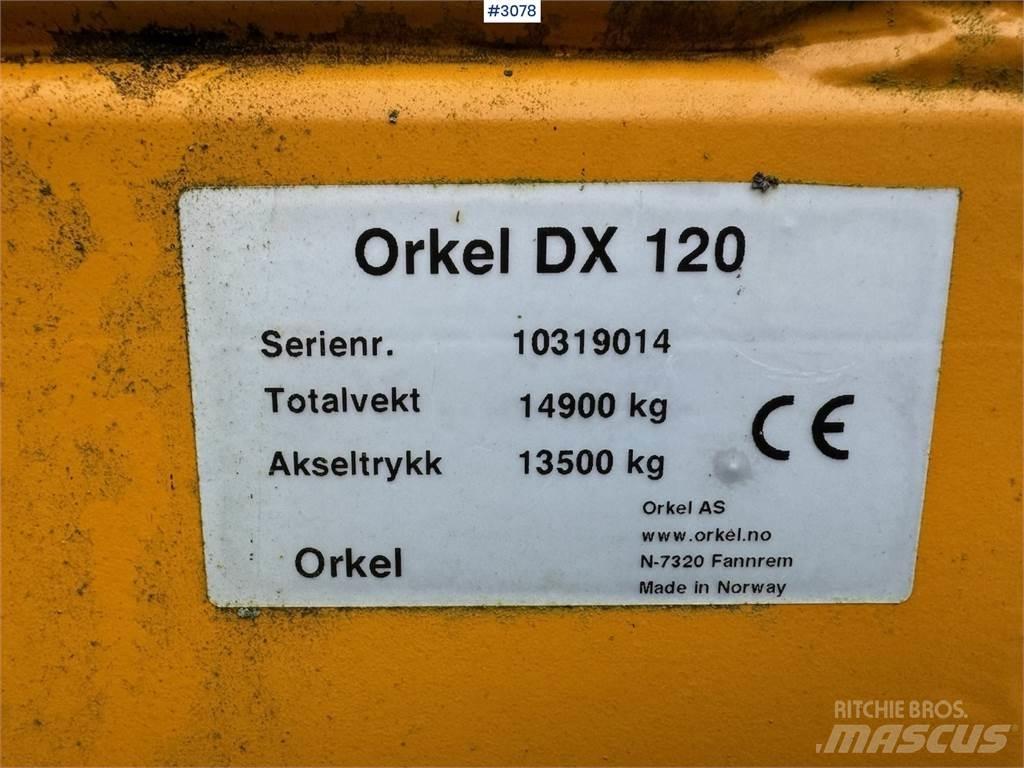 #3078
Orkel DX 120
Serienr. 10319014
Totalvekt 14900 kg
Akseltrykk 13500 kg
CE
Orkel AS
www.orkel.no
N-7320 Fannrem
Made in Norway
Orkel
RITCHIE BROS.
MASCUS